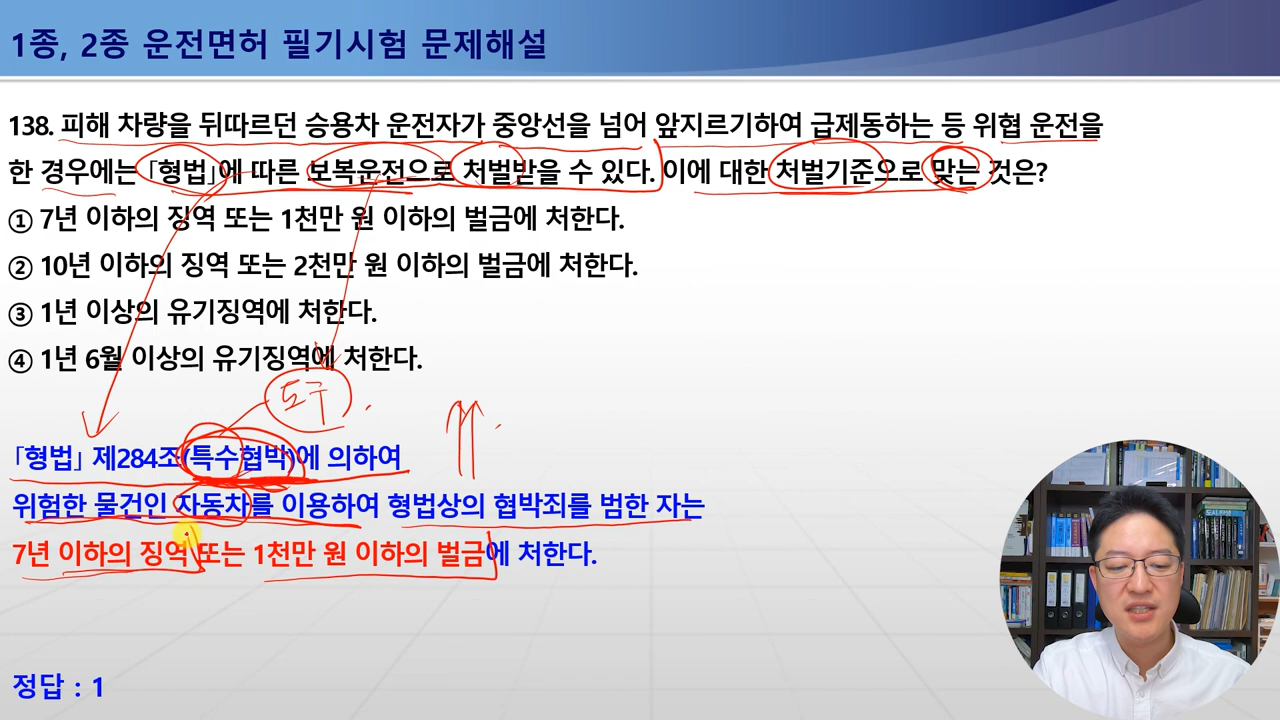 1종, 2종 운전면허 필기시험 문제해설
138. 피해 차량을 뒤따르던 승용차 운전자가 중앙선을 넘어 앞지르기하여 급제동하는 등 위협 운전을
한 경우에는 「형법」에 따른 보복운전으로 처벌받을 수 있다. 이에 대한 처벌기준으로 맞는 것은?
① 7년 이하의 징역 또는 1천만 원 이하의 벌금에 처한다.
② 10년 이하의 징역 또는 2천만 원 이하의 벌금에 처한다.
③ 1년 이상의 유기징역에 처한다.
④ 1년 6월 이상의 유기징역에 처한다.
도구
「형법」 제284조(특수협박)에 의하여
위험한 물건인 자동차를 이용하여 형법상의 협박죄를 범한 자는
7년 이하의 징역 또는 1천만 원 이하의 벌금에 처한다.
정답 : 1